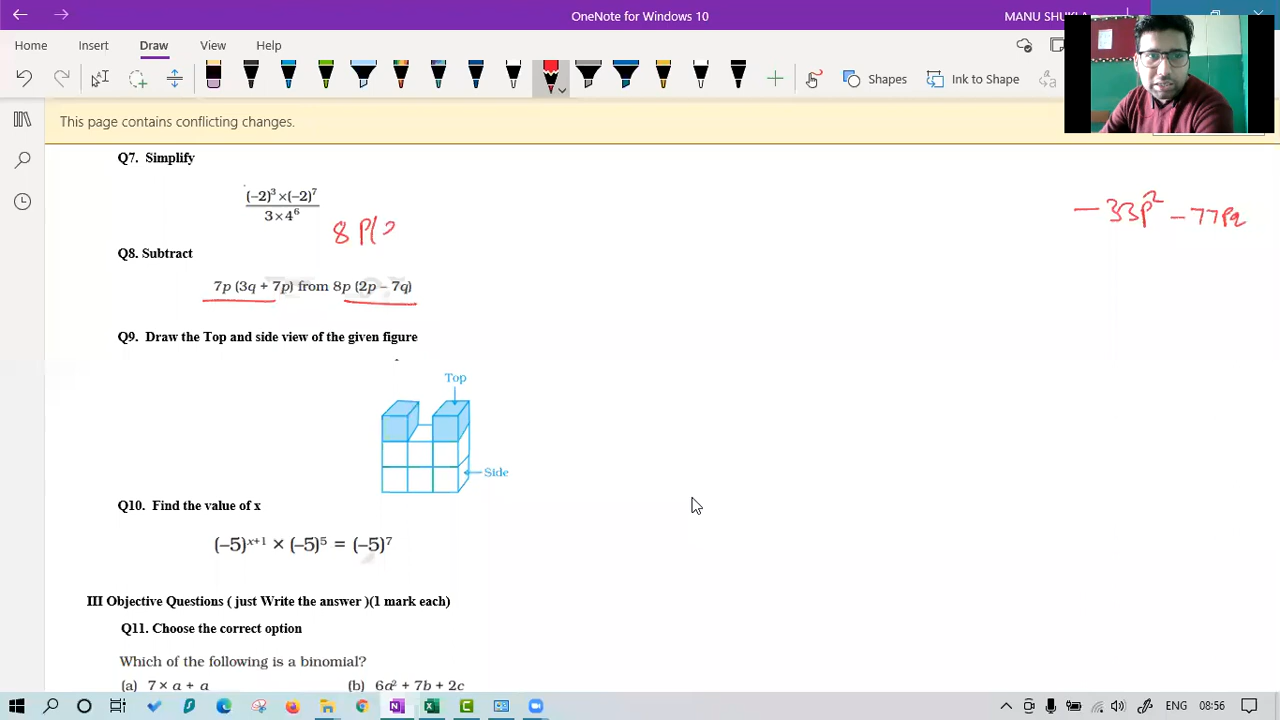 OneNote for Windows 10
MANU SHUK
Home Insert Draw View Help
Shapes Ink to Shape
This page contains conflicting changes.
Q7. Simplify
(–2)³×(–2)⁷
3×4⁶
8 P(2
– 33p² – 77pq
Q8. Subtract
7p (3q + 7p) from 8p (2p – 7q)
Q9. Draw the Top and side view of the given figure
Top
Side
Q10. Find the value of x
(–5)ˣ⁺¹ × (–5)⁵ = (–5)⁷
III Objective Questions ( just Write the answer )(1 mark each)
Q11. Choose the correct option
Which of the following is a binomial?
(a) 7 × a + a (b) 6a² + 7b + 2c
ENG 08:56